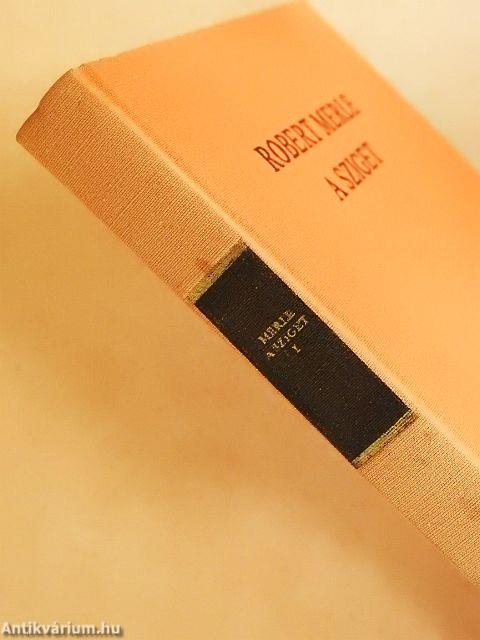 ROBERT MERLE
A SZIGET
MERLE
A SZIGET
I
Antikvárium.hu